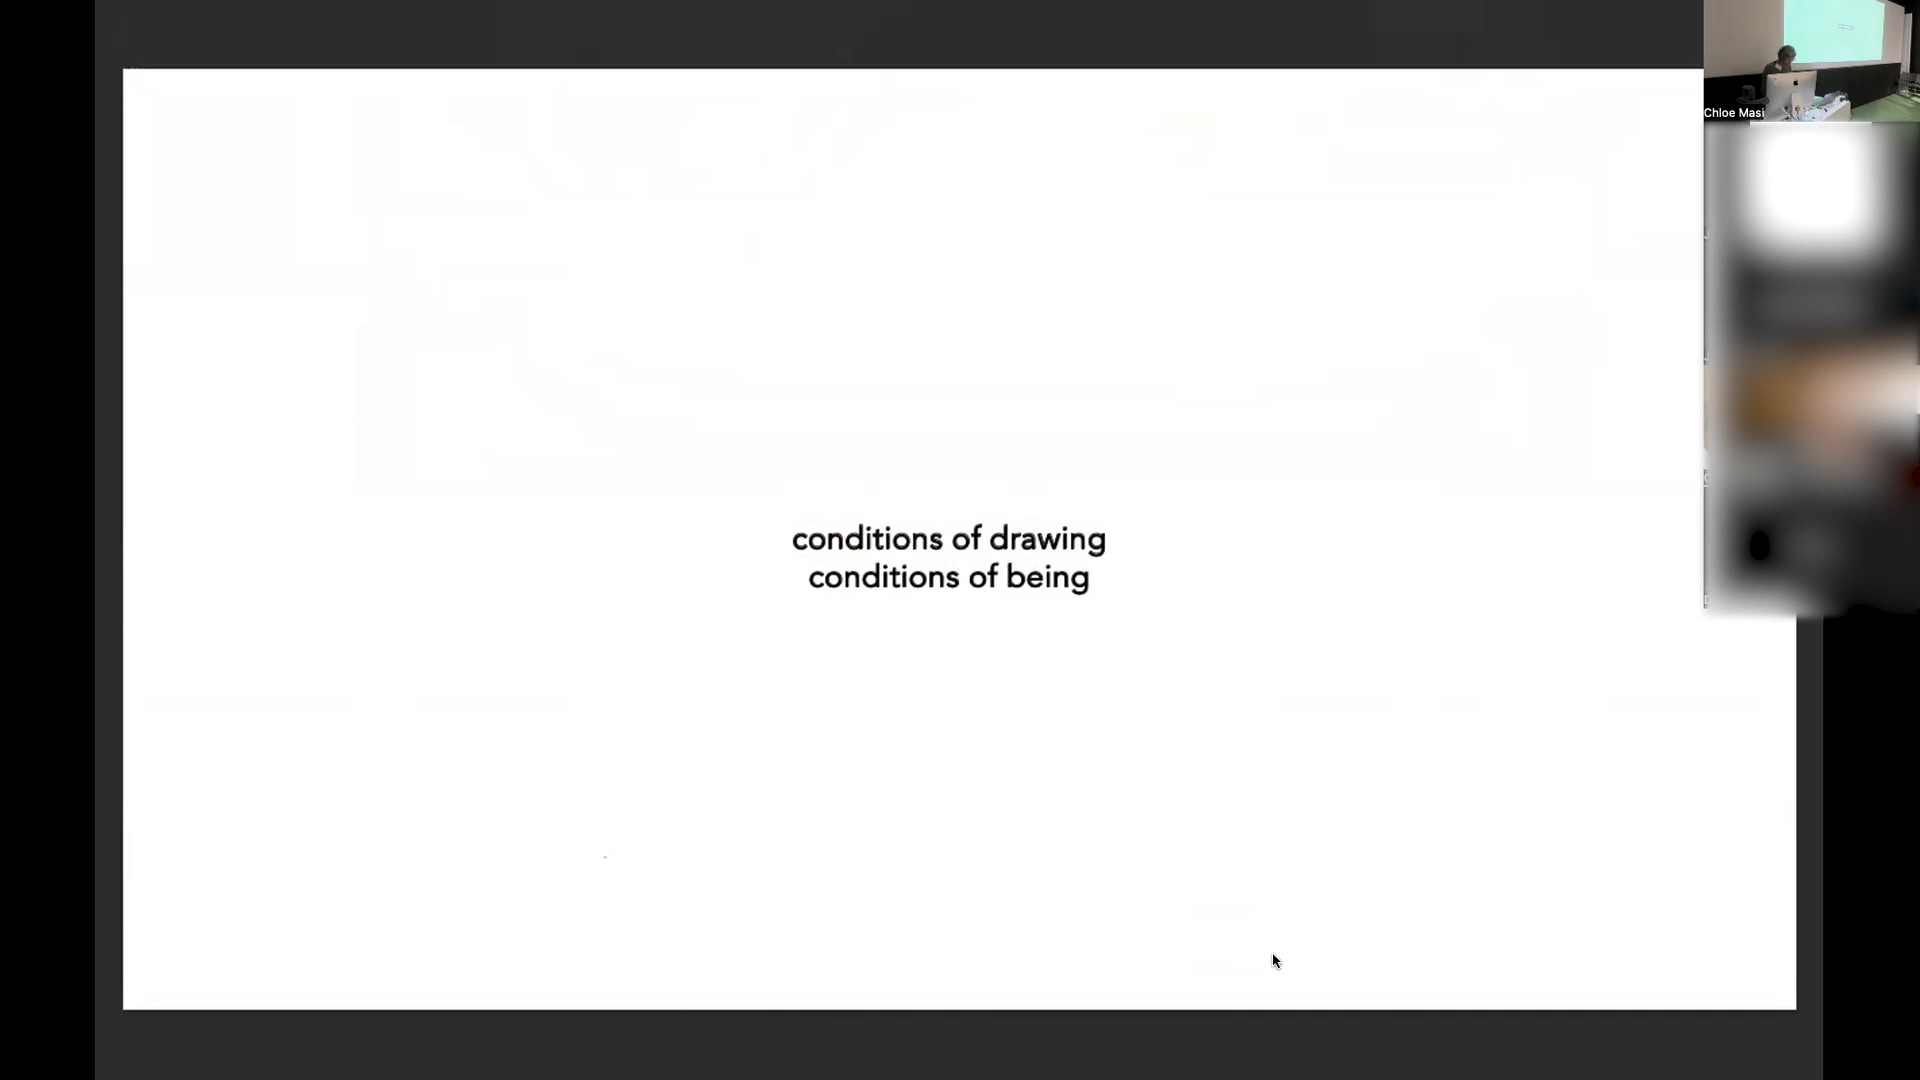 conditions of drawing
conditions of being
Chloe Masi